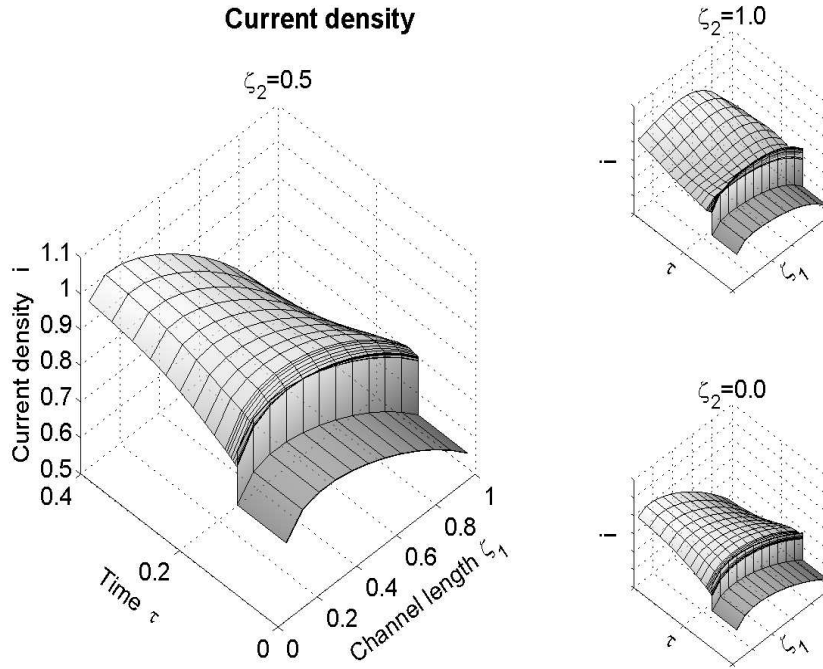 Current density
ζ2=0.5
1.1
1
0.9
0.8
0.7
0.6
0.5
0.4
0.2
0
0
0.2
0.4
0.6
0.8
1
Current density i
Time τ
Channel length ζ1
ζ2=1.0
i
τ
ζ1
ζ2=0.0
i
τ
ζ1